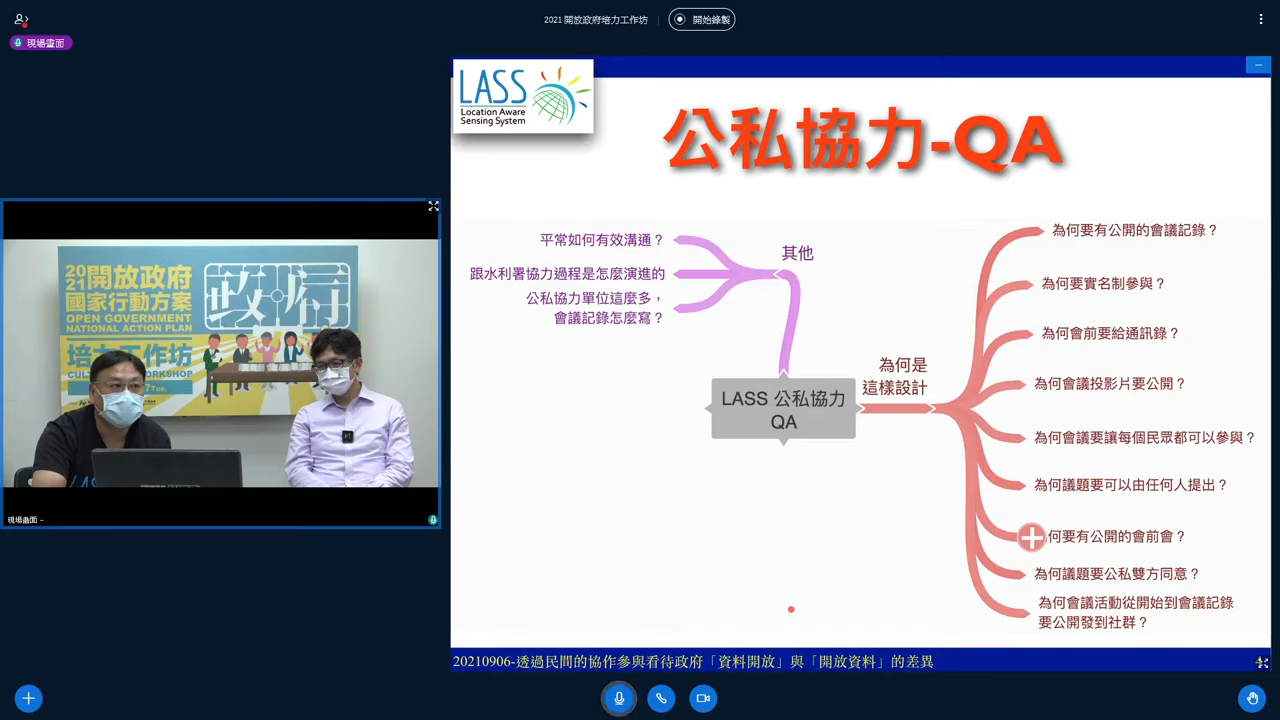 2021 開放政府培力工作坊
開始錄製
現場畫面
LASS
Location Aware
Sensing System
公私協力-QA
平常如何有效溝通？
跟水利署協力過程是怎麼演進的
公私協力單位這麼多，
會議記錄怎麼寫？
其他
LASS 公私協力
QA
為何是
這樣設計
為何要有公開的會議記錄？
為何要實名制參與？
為何會前要給通訊錄？
為何會議投影片要公開？
為何會議要讓每個民眾都可以參與？
為何議題要可以由任何人提出？
何要有公開的會前會？
為何議題要公私雙方同意？
為何會議活動從開始到會議記錄
要公開發到社群？
20210906-透過民間的協作參與看待政府「資料開放」與「開放資料」的差異
2021開放政府
國家行動方案
OPEN GOVERNMENT
NATIONAL ACTION PLAN
培力工作坊
政府
現場畫面